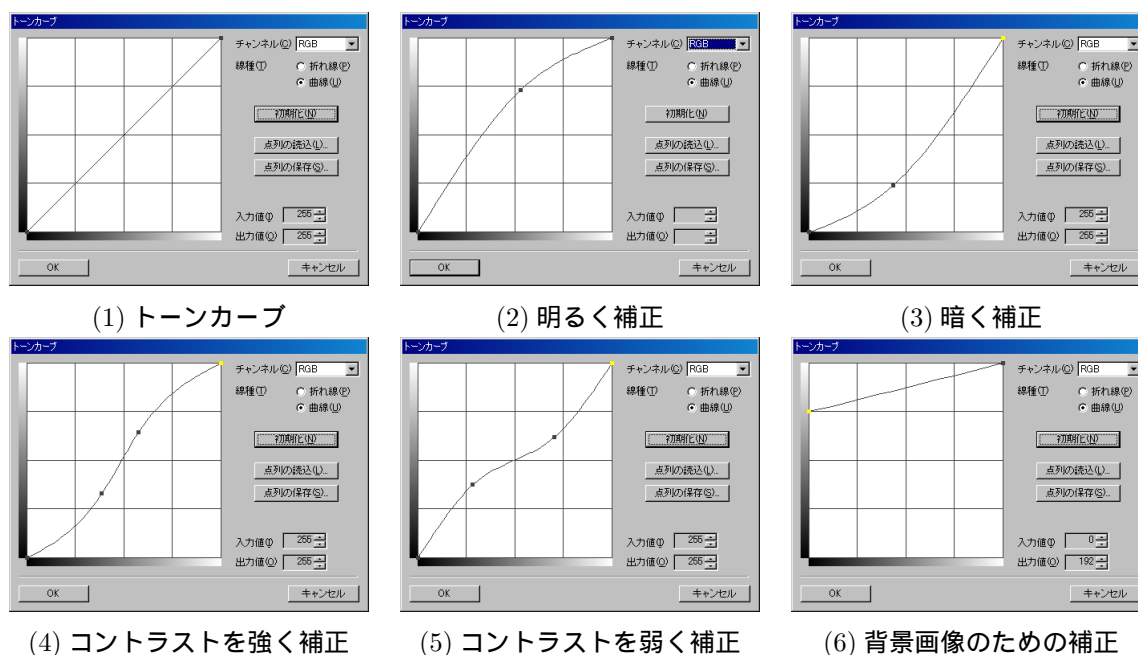 トーンカーブ
チャンネル(C) RGB
線種(T) 折れ線(P)
曲線(U)
初期化(N)
点列の読込(L)...
点列の保存(S)...
入力値(I) 255
出力値(O) 255
OK キャンセル
(1) トーンカーブ
トーンカーブ
チャンネル(C) RGB
線種(T) 折れ線(P)
曲線(U)
初期化(N)
点列の読込(L)...
点列の保存(S)...
入力値(I)
出力値(O)
OK キャンセル
(2) 明るく補正
トーンカーブ
チャンネル(C) RGB
線種(T) 折れ線(P)
曲線(U)
初期化(N)
点列の読込(L)...
点列の保存(S)...
入力値(I) 255
出力値(O) 255
OK キャンセル
(3) 暗く補正
トーンカーブ
チャンネル(C) RGB
線種(T) 折れ線(P)
曲線(U)
初期化(N)
点列の読込(L)...
点列の保存(S)...
入力値(I) 255
出力値(O) 255
OK キャンセル
(4) コントラストを強く補正
トーンカーブ
チャンネル(C) RGB
線種(T) 折れ線(P)
曲線(U)
初期化(N)
点列の読込(L)...
点列の保存(S)...
入力値(I) 255
出力値(O) 255
OK キャンセル
(5) コントラストを弱く補正
トーンカーブ
チャンネル(C) RGB
線種(T) 折れ線(P)
曲線(U)
初期化(N)
点列の読込(L)...
点列の保存(S)...
入力値(I) 0
出力値(O) 192
OK キャンセル
(6) 背景画像のための補正